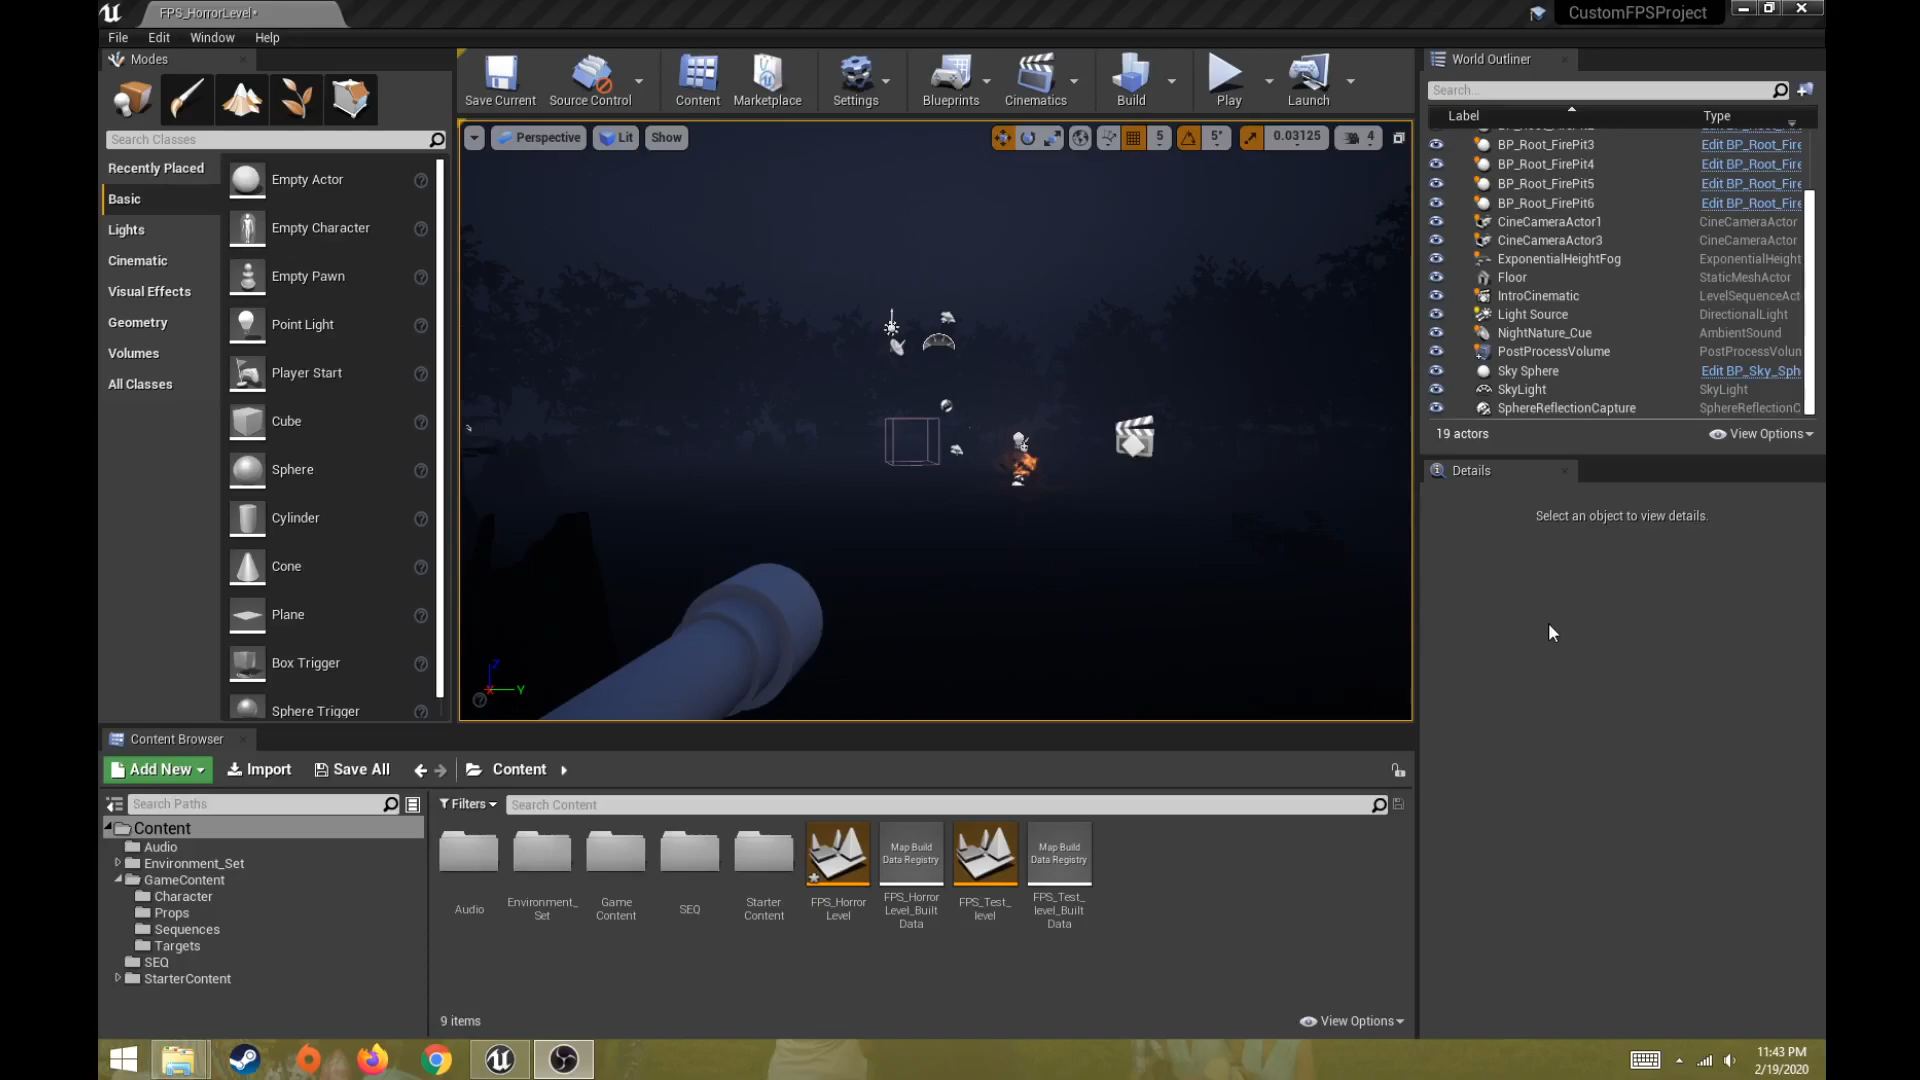 FPS_HorrorLevel*
CustomFPSProject
File Edit Window Help
Modes
Search Classes
Recently Placed
Basic
Lights
Cinematic
Visual Effects
Geometry
Volumes
All Classes
Empty Actor
Empty Character
Empty Pawn
Point Light
Player Start
Cube
Sphere
Cylinder
Cone
Plane
Box Trigger
Sphere Trigger
Save Current Source Control Content Marketplace Settings Blueprints Cinematics Build Play Launch
Perspective Lit Show 5 5° 0.03125 4
Z
X Y
World Outliner
Search...
Label Type
BP_Root_FirePit3 Edit BP_Root_Fire
BP_Root_FirePit4 Edit BP_Root_Fire
BP_Root_FirePit5 Edit BP_Root_Fire
BP_Root_FirePit6 Edit BP_Root_Fire
CineCameraActor1 CineCameraActor
CineCameraActor3 CineCameraActor
ExponentialHeightFog ExponentialHeight
Floor StaticMeshActor
IntroCinematic LevelSequenceAct
Light Source DirectionalLight
NightNature_Cue AmbientSound
PostProcessVolume PostProcessVolun
Sky Sphere Edit BP_Sky_Sph
SkyLight SkyLight
SphereReflectionCapture SphereReflectionC
19 actors View Options
Details
Select an object to view details.
Content Browser
Add New Import Save All Content
Search Paths
Filters Search Content
Content
Audio
Environment_Set
GameContent
Character
Props
Sequences
Targets
SEQ
StarterContent
Map Build
Data Registry
Map Build
Data Registry
Audio
Environment_
Set
Game
Content
SEQ
Starter
Content
FPS_Horror
Level
FPS_Horror
Level_Built
Data
FPS_Test_
level
FPS_Test_
level_Built
Data
9 items View Options
11:43 PM
2/19/2020